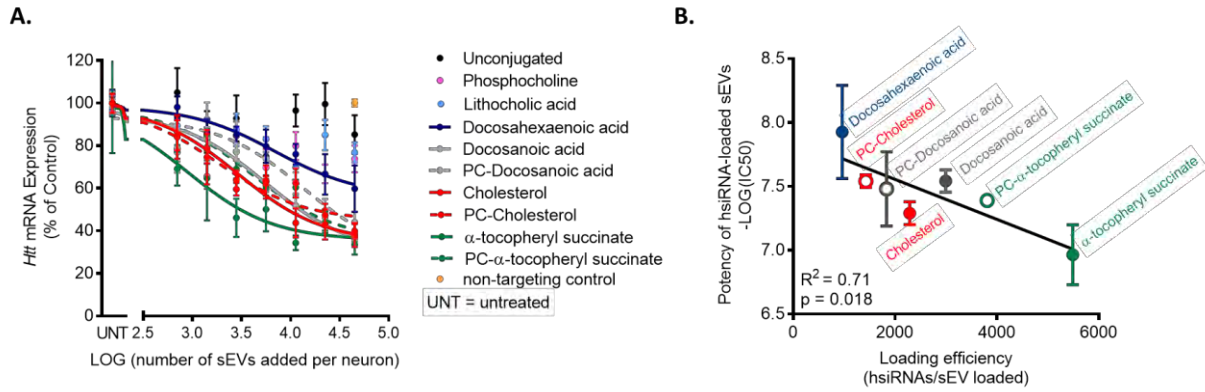 A.
Htt mRNA Expression
(% of Control)
120
100
80
60
40
20
0
UNT 2.5 3.0 3.5 4.0 4.5 5.0
LOG (number of sEVs added per neuron)
Unconjugated
Phosphocholine
Lithocholic acid
Docosahexaenoic acid
Docosanoic acid
PC-Docosanoic acid
Cholesterol
PC-Cholesterol
α-tocopheryl succinate
PC-α-tocopheryl succinate
non-targeting control
UNT = untreated
B.
Potency of hsiRNA-loaded sEVs
-LOG(IC50)
8.5
8.0
7.5
7.0
6.5
Docosahexaenoic acid
PC-Cholesterol
PC-Docosanoic acid
Docosanoic acid
PC-α-tocopheryl succinate
Cholesterol
α-tocopheryl succinate
R² = 0.71
p = 0.018
0 2000 4000 6000
Loading efficiency
(hsiRNAs/sEV loaded)